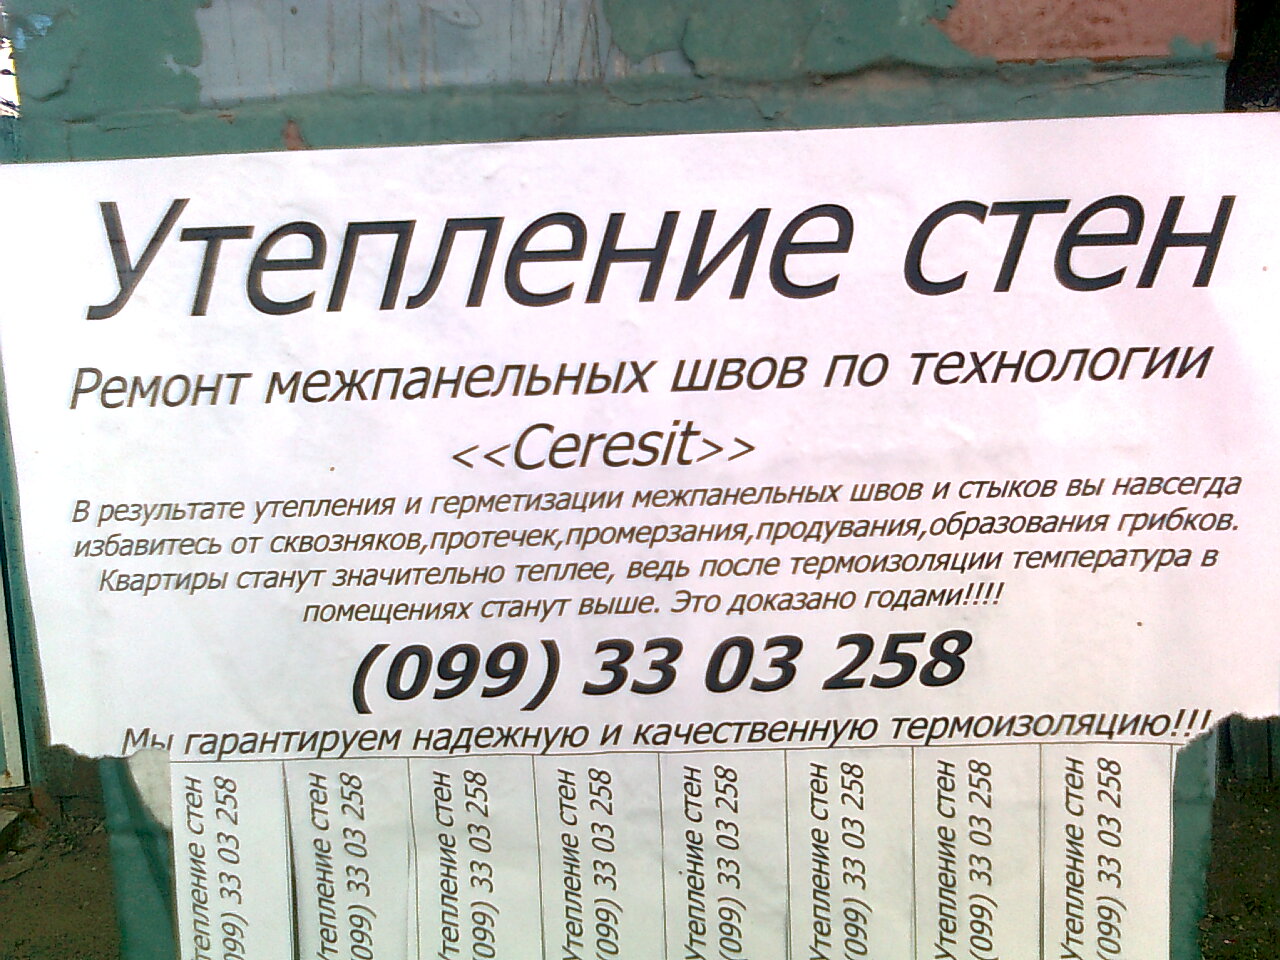 Утепление стен
Ремонт межпанельных швов по технологии
<<Ceresit>>
В результате утепления и герметизации межпанельных швов и стыков вы навсегда
избавитесь от сквозняков,протечек,промерзания,продувания,образования грибков.
Квартиры станут значительно теплее, ведь после термоизоляции температура в
помещениях станут выше. Это доказано годами!!!!
(099) 33 03 258
Мы гарантируем надежную и качественную термоизоляцию!!!
тепление стен
099) 33 03 258
Утепление стен
(099) 33 03 258
тепление стен
(099) 33 03 258
Утепление стен
(099) 33 03 258
Утепление стен
(099) 33 03 258
Утепление стен
(099) 33 03 258
Утепление стен
(099) 33 03 258
Утепление стен
(099) 33 03 258